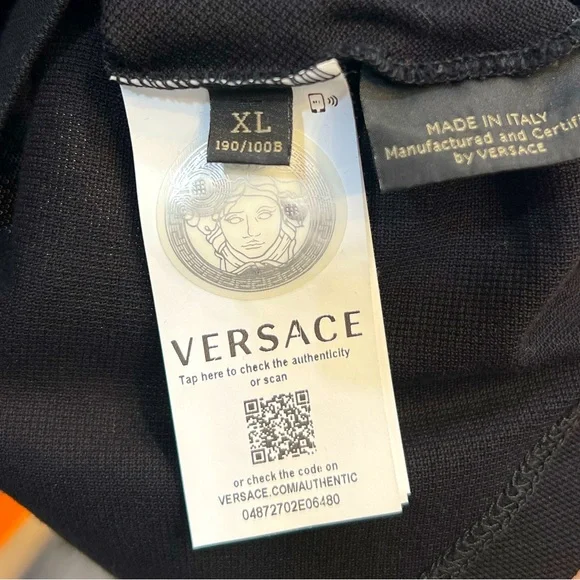 XL
190/100B
VERSACE
Tap here to check the authenticity
or scan
or check the code on
VERSACE.COM/AUTHENTIC
04872702E06480
MADE IN ITALY
Manufactured and Certif
by VERSACE